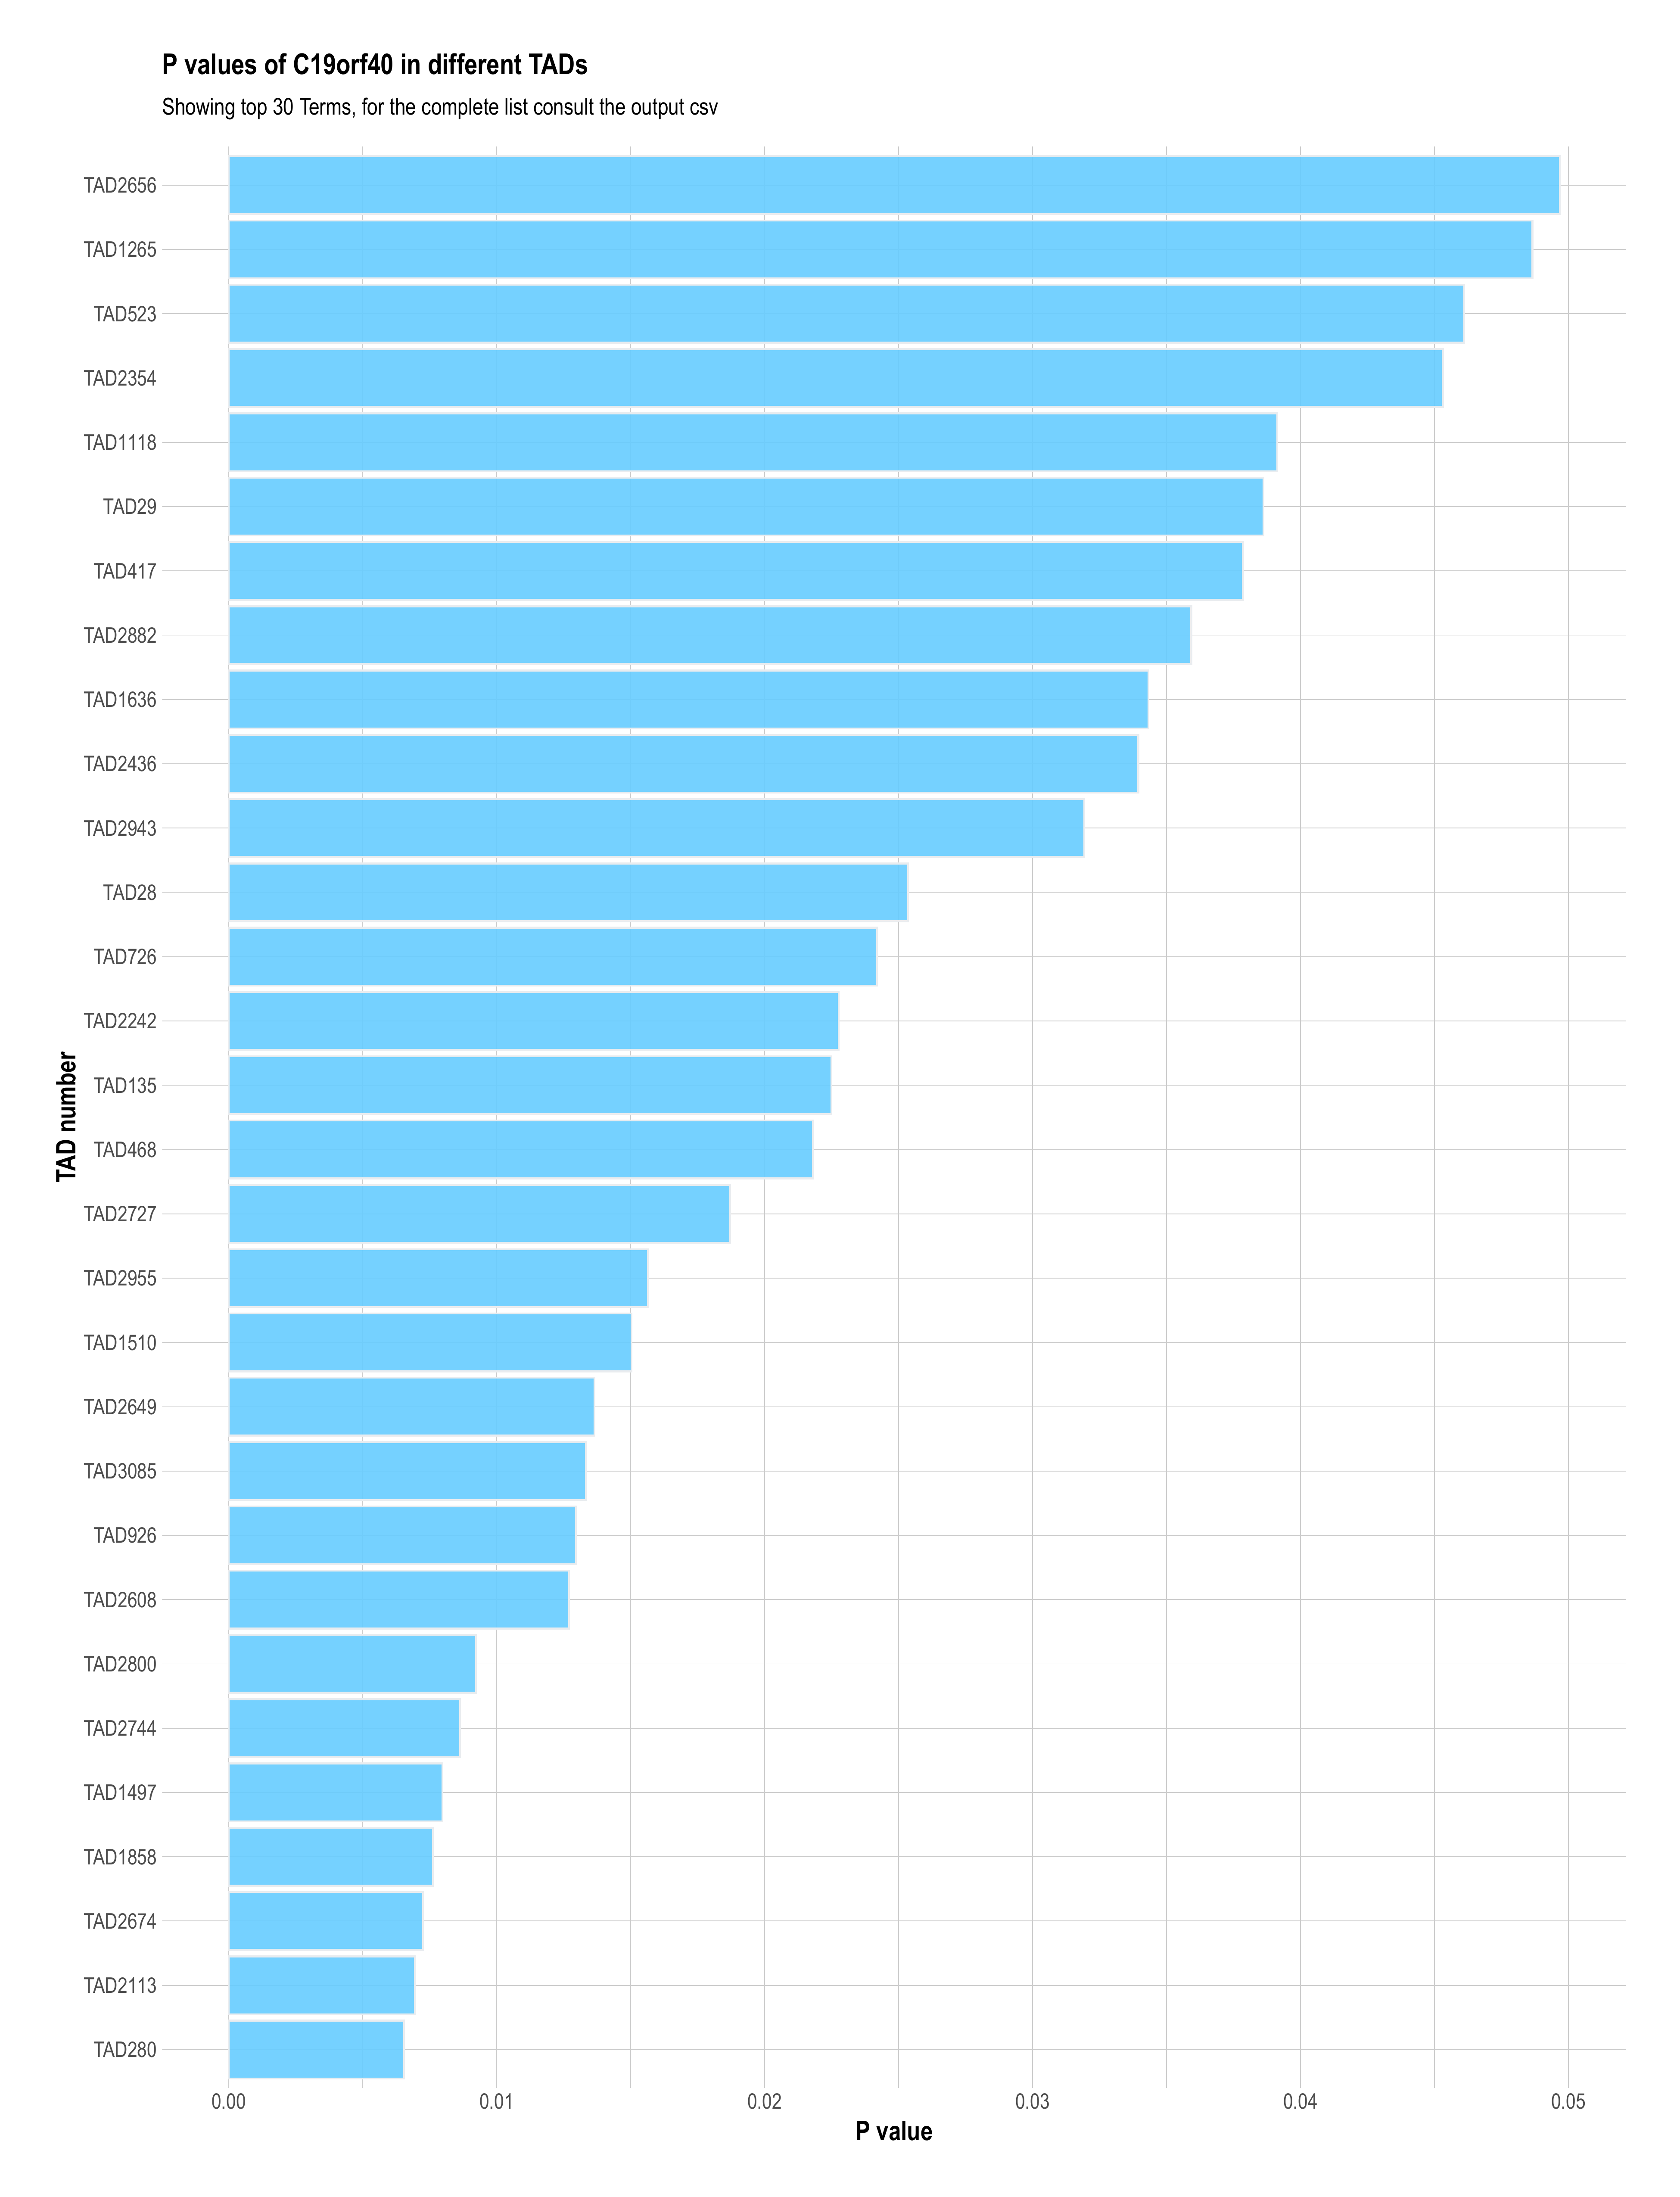 P values of C19orf40 in different TADs
Showing top 30 Terms, for the complete list consult the output csv
TAD number
TAD2656
TAD1265
TAD523
TAD2354
TAD1118
TAD29
TAD417
TAD2882
TAD1636
TAD2436
TAD2943
TAD28
TAD726
TAD2242
TAD135
TAD468
TAD2727
TAD2955
TAD1510
TAD2649
TAD3085
TAD926
TAD2608
TAD2800
TAD2744
TAD1497
TAD1858
TAD2674
TAD2113
TAD280
0.00 0.01 0.02 0.03 0.04 0.05
P value